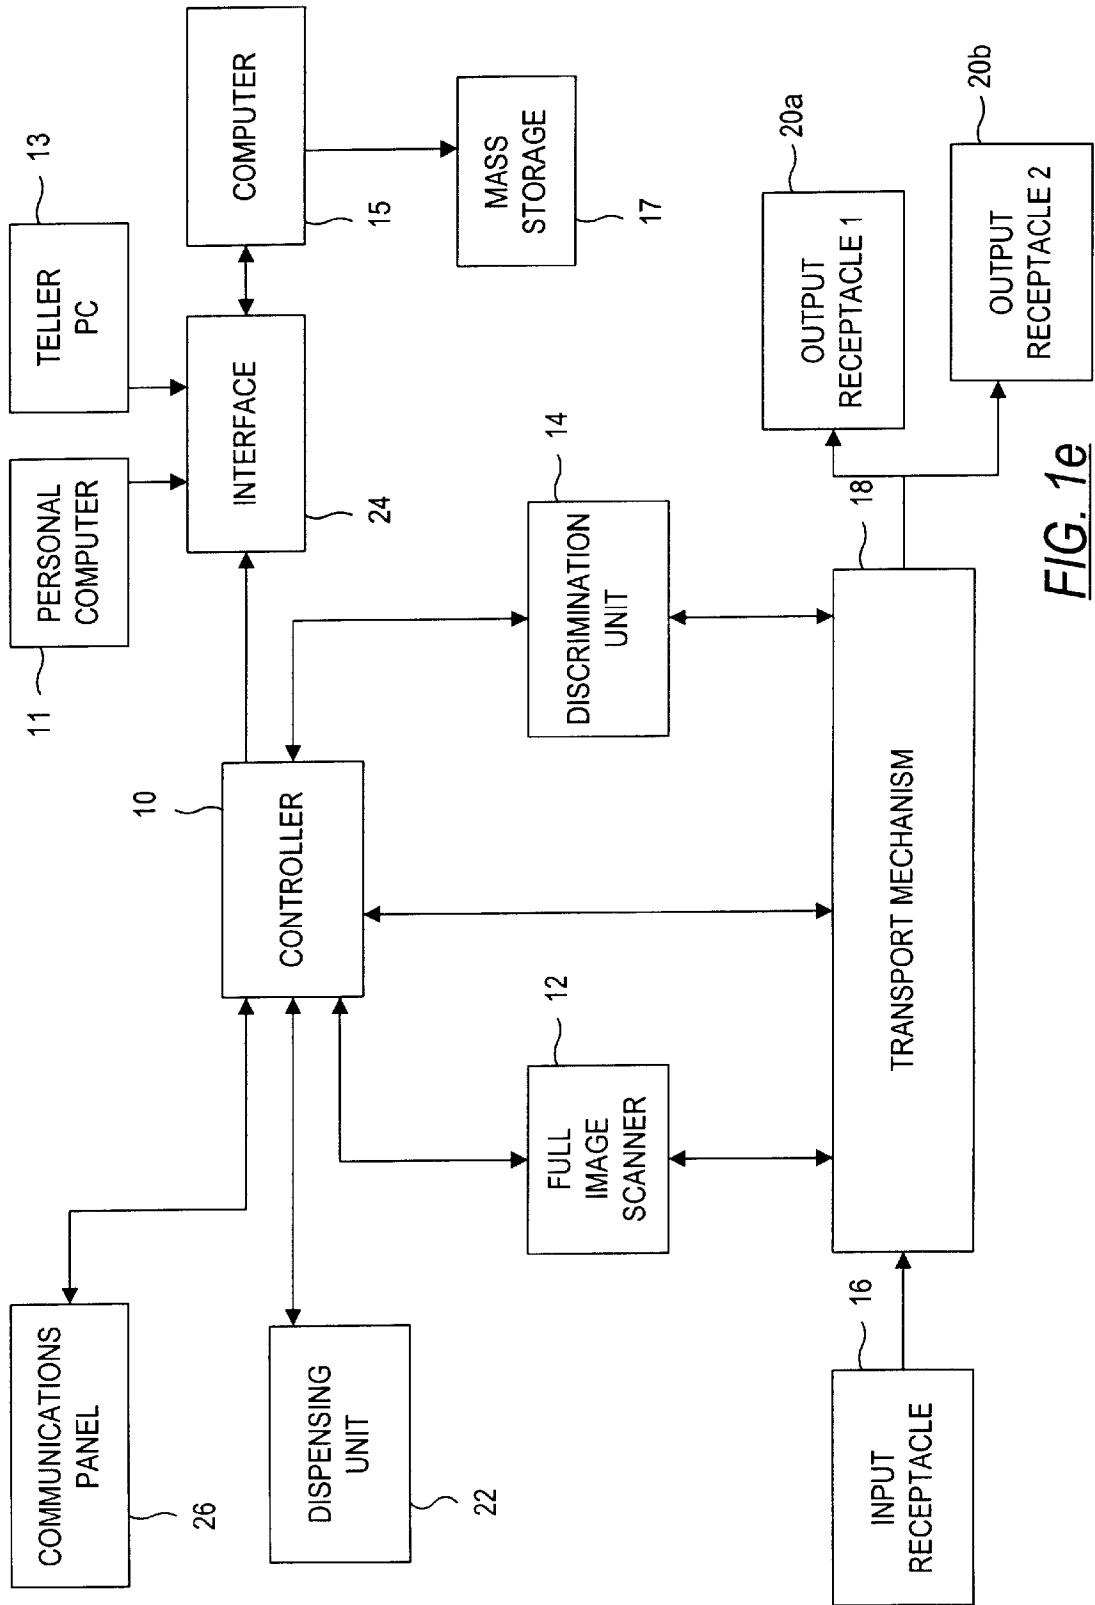 COMMUNICATIONS
PANEL
26
DISPENSING
UNIT
22
10
CONTROLLER
PERSONAL
COMPUTER
11
TELLER
PC
13
INTERFACE
24
COMPUTER
15
MASS
STORAGE
17
FULL
IMAGE
SCANNER
12
DISCRIMINATION
UNIT
14
INPUT
RECEPTACLE
16
TRANSPORT MECHANISM
18
OUTPUT
RECEPTACLE 1
20a
OUTPUT
RECEPTACLE 2
20b
FIG. 1e